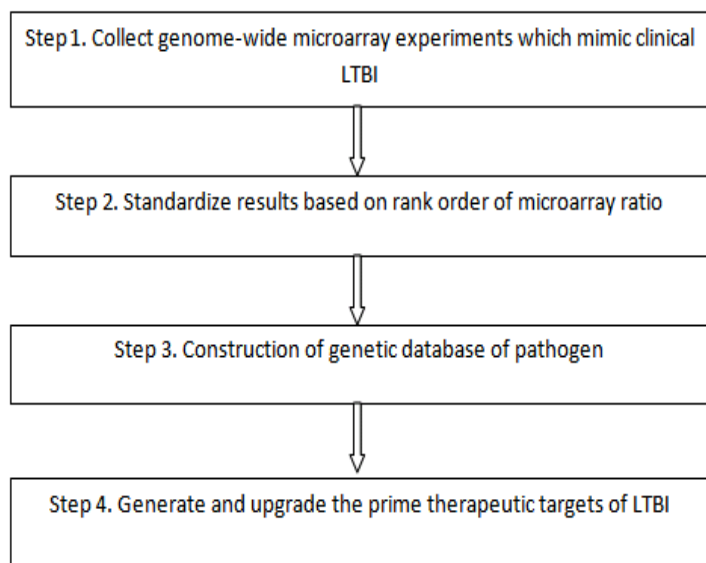 Step 1. Collect genome-wide microarray experiments which mimic clinical
LTBI
Step 2. Standardize results based on rank order of microarray ratio
Step 3. Construction of genetic database of pathogen
Step 4. Generate and upgrade the prime therapeutic targets of LTBI